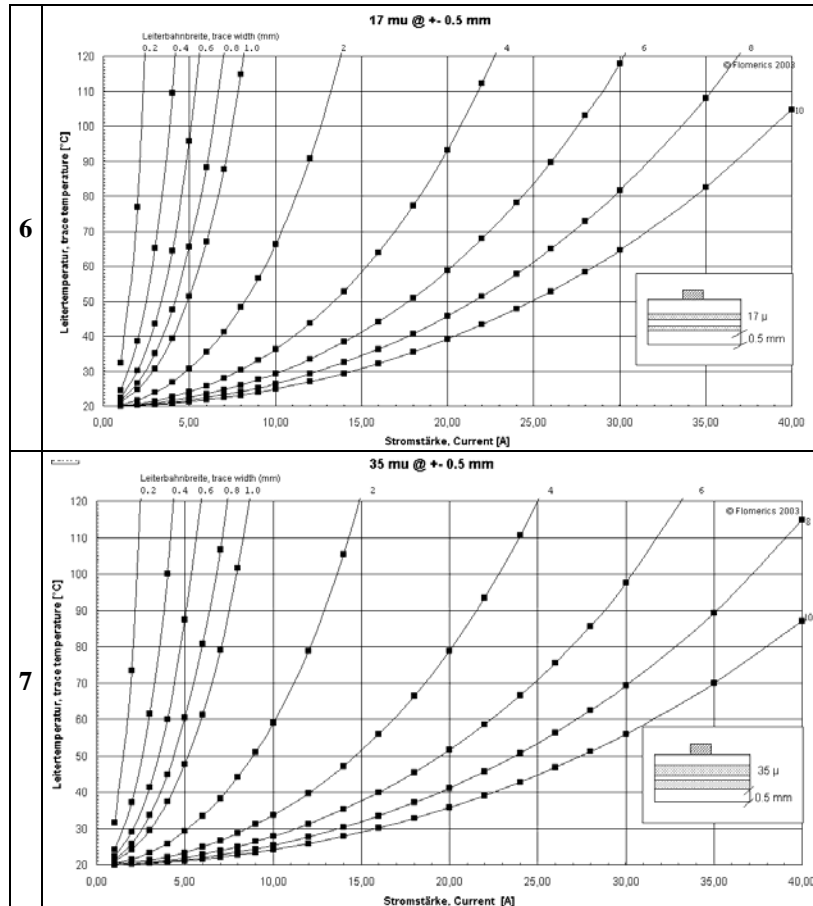 6
17 mu @ +- 0.5 mm
Leiterbahnbreite, trace width (mm)
0.2 0.4 0.6 0.8 1.0 2 4 6 8
© Flomerics 2003
10
Leitertemperatur, trace temperature [°C]
120
110
100
90
80
70
60
50
40
30
20
17 µ
0.5 mm
0,00 5,00 10,00 15,00 20,00 25,00 30,00 35,00 40,00
Stromstärke, Current [A]
7
35 mu @ +- 0.5 mm
Leiterbahnbreite, trace width (mm)
0.2 0.4 0.6 0.8 1.0 2 4 6
© Flomerics 2003
8
10
Leitertemperatur, trace temperature [°C]
120
110
100
90
80
70
60
50
40
30
20
35 µ
0.5 mm
0,00 5,00 10,00 15,00 20,00 25,00 30,00 35,00 40,00
Stromstärke, Current [A]